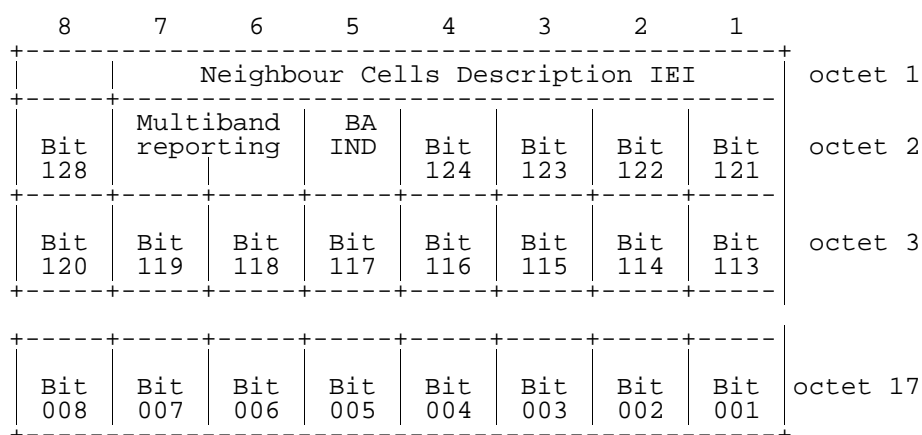 8 7 6 5 4 3 2 1
Neighbour Cells Description IEI octet 1
Multiband BA
Bit reporting IND Bit Bit Bit Bit octet 2
128 124 123 122 121
Bit Bit Bit Bit Bit Bit Bit Bit octet 3
120 119 118 117 116 115 114 113
Bit Bit Bit Bit Bit Bit Bit Bit octet 17
008 007 006 005 004 003 002 001